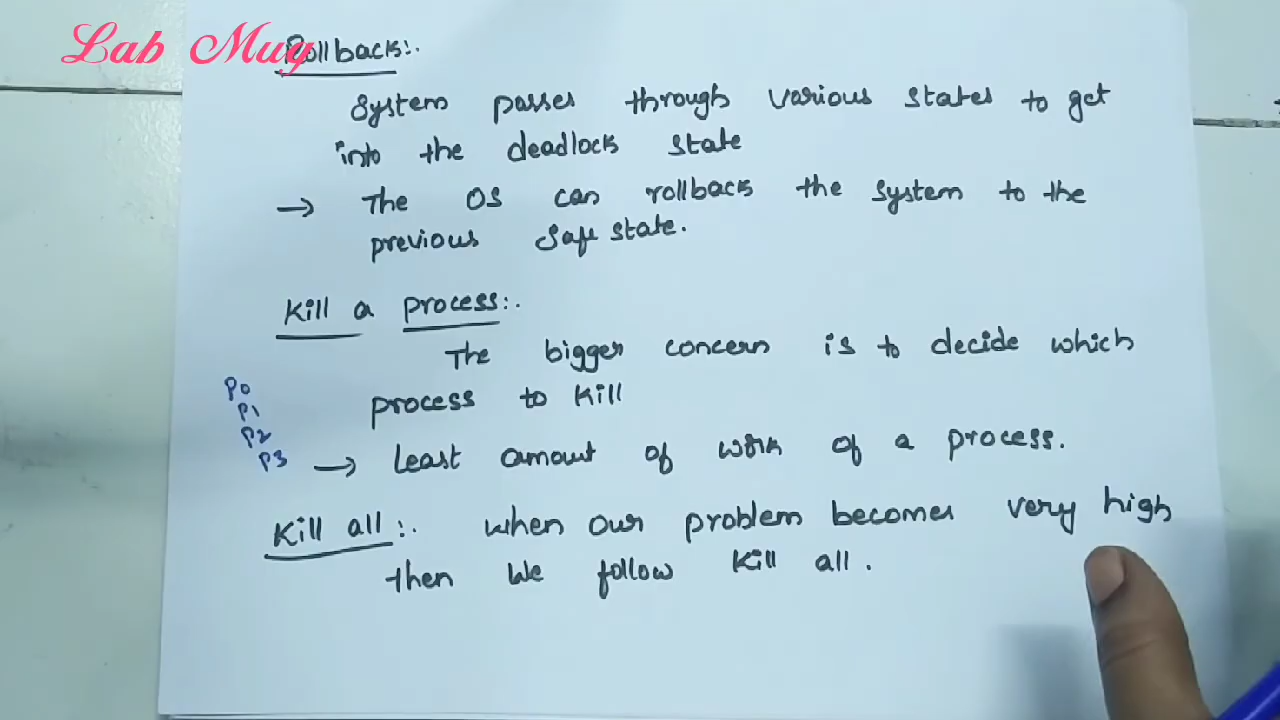 Lab Mug
Rollback:.
System passes through various states to get
into the deadlock state
→ The OS can rollback the system to the
previous safe state.
Kill a process:.
The bigger concern is to decide which
process to kill
P0
P1
P2
P3
→ Least amount of work of a process.
Kill all:. When our problem becomes very high
then we follow kill all.